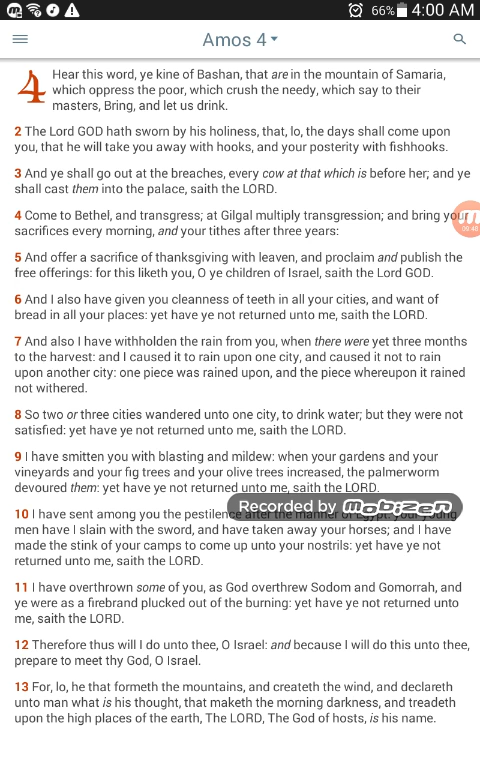 66% 4:00 AM
Amos 4
4 Hear this word, ye kine of Bashan, that are in the mountain of Samaria,
which oppress the poor, which crush the needy, which say to their
masters, Bring, and let us drink.
2 The Lord GOD hath sworn by his holiness, that, lo, the days shall come upon
you, that he will take you away with hooks, and your posterity with fishhooks.
3 And ye shall go out at the breaches, every cow at that which is before her; and ye
shall cast them into the palace, saith the LORD.
4 Come to Bethel, and transgress; at Gilgal multiply transgression; and bring your
sacrifices every morning, and your tithes after three years:
5 And offer a sacrifice of thanksgiving with leaven, and proclaim and publish the
free offerings: for this liketh you, O ye children of Israel, saith the Lord GOD.
6 And I also have given you cleanness of teeth in all your cities, and want of
bread in all your places: yet have ye not returned unto me, saith the LORD.
7 And also I have withholden the rain from you, when there were yet three months
to the harvest: and I caused it to rain upon one city, and caused it not to rain
upon another city: one piece was rained upon, and the piece whereupon it rained
not withered.
8 So two or three cities wandered unto one city, to drink water; but they were not
satisfied: yet have ye not returned unto me, saith the LORD.
9 I have smitten you with blasting and mildew: when your gardens and your
vineyards and your fig trees and your olive trees increased, the palmerworm
devoured them: yet have ye not returned unto me, saith the LORD.
Recorded by Mobizen
10 I have sent among you the pestilence after the manner of Egypt: your young
men have I slain with the sword, and have taken away your horses; and I have
made the stink of your camps to come up unto your nostrils: yet have ye not
returned unto me, saith the LORD.
11 I have overthrown some of you, as God overthrew Sodom and Gomorrah, and
ye were as a firebrand plucked out of the burning: yet have ye not returned unto
me, saith the LORD.
12 Therefore thus will I do unto thee, O Israel: and because I will do this unto thee,
prepare to meet thy God, O Israel.
13 For, lo, he that formeth the mountains, and createth the wind, and declareth
unto man what is his thought, that maketh the morning darkness, and treadeth
upon the high places of the earth, The LORD, The God of hosts, is his name.